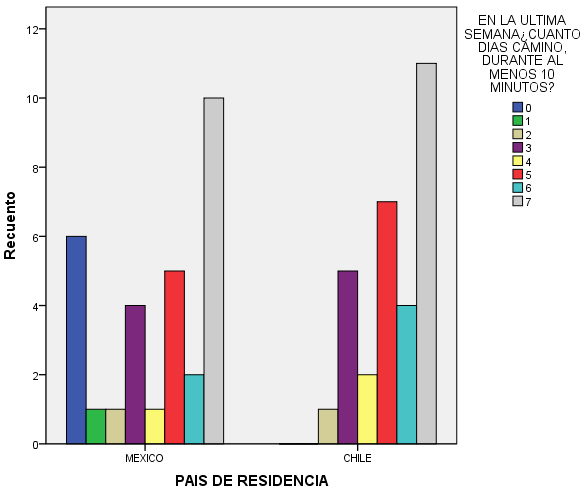 EN LA ULTIMA
SEMANA¿CUANTO
DIAS CAMINO,
DURANTE AL
MENOS 10
MINUTOS?
0
1
2
3
4
5
6
7
12
10
8
6
4
2
0
Recuento
MEXICO
CHILE
PAIS DE RESIDENCIA